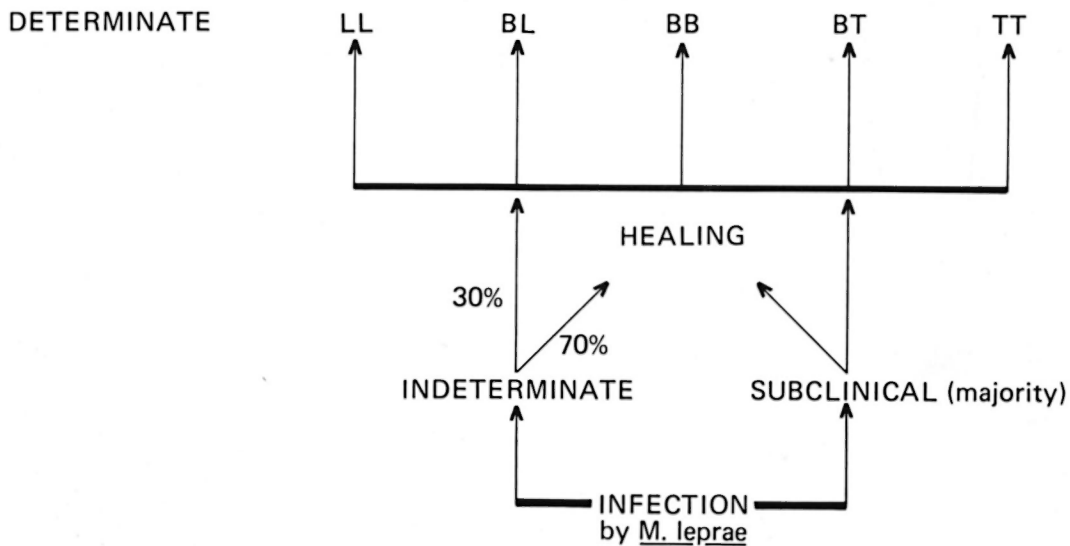 DETERMINATE LL BL BB BT TT
HEALING
30%
70%
INDETERMINATE SUBCLINICAL (majority)
INFECTION
by M. leprae